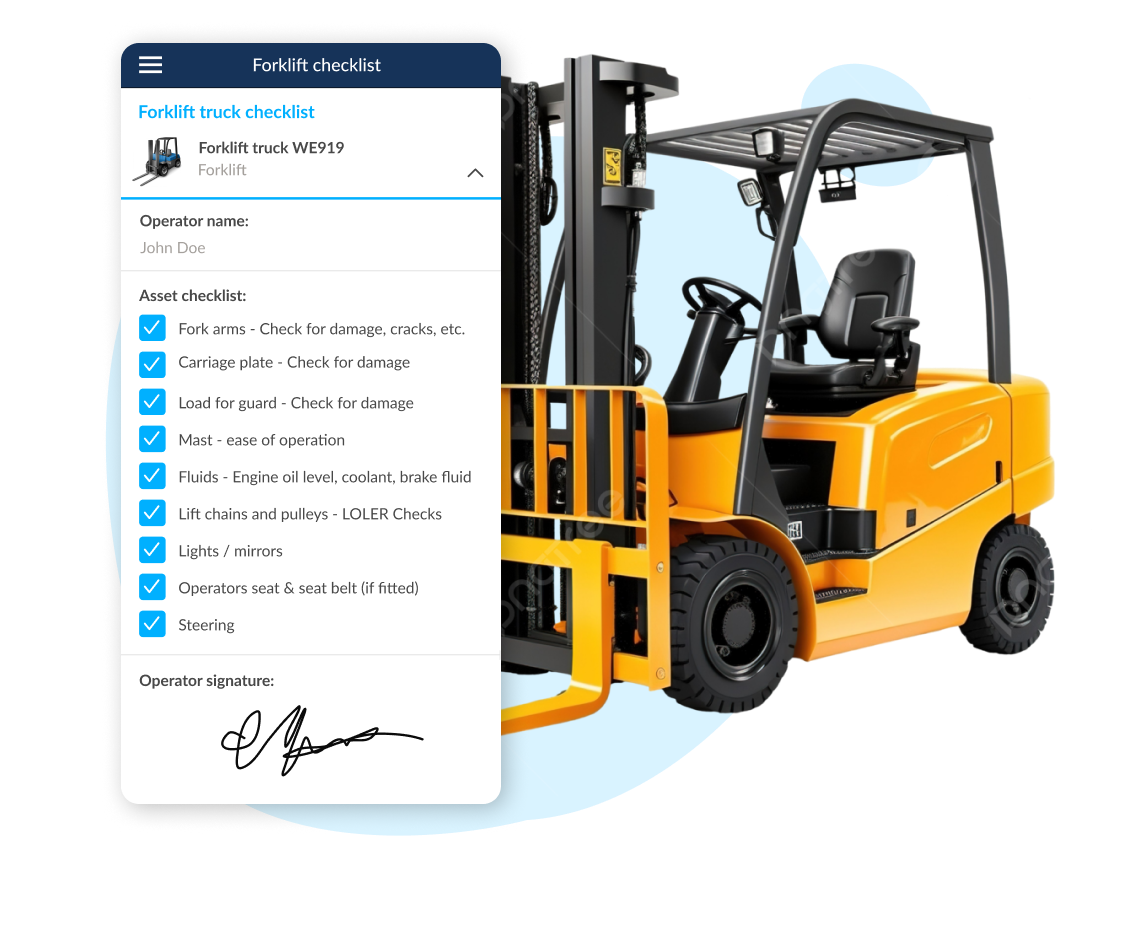 Forklift checklist
Forklift truck checklist
Forklift truck WE919
Forklift
Operator name:
John Doe
Asset checklist:
Fork arms - Check for damage, cracks, etc.
Carriage plate - Check for damage
Load for guard - Check for damage
Mast - ease of operation
Fluids - Engine oil level, coolant, brake fluid
Lift chains and pulleys - LOLER Checks
Lights / mirrors
Operators seat & seat belt (if fitted)
Steering
Operator signature: